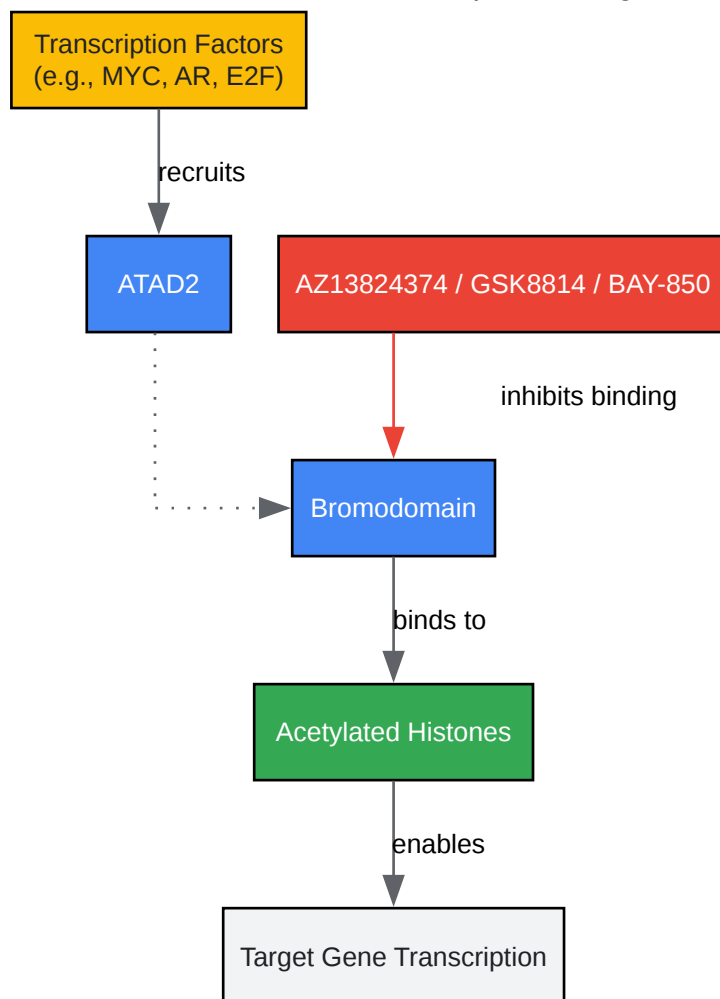 Transcription Factors
(e.g., MYC, AR, E2F)
recruits
ATAD2
AZ13824374 / GSK8814 / BAY-850
inhibits binding
Bromodomain
binds to
Acetylated Histones
enables
Target Gene Transcription